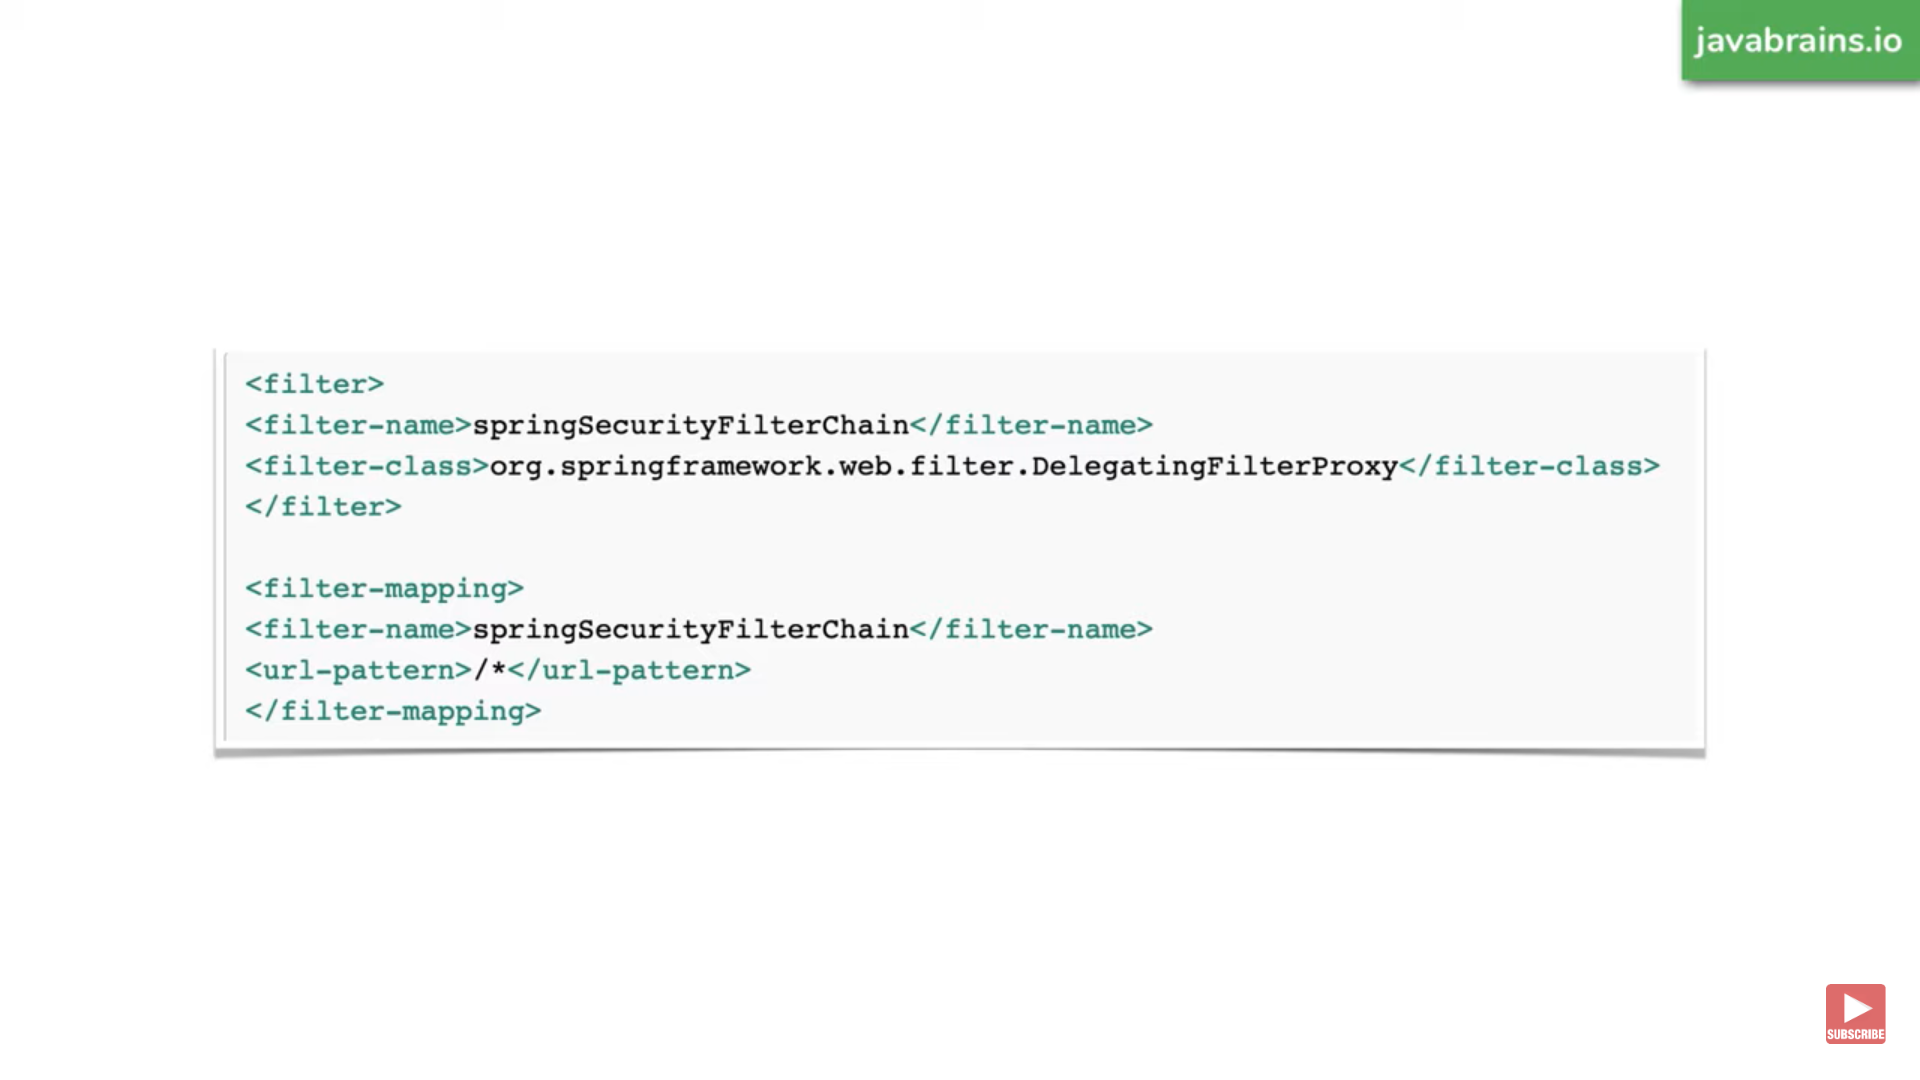 javabrains.io
<filter>
<filter-name>springSecurityFilterChain</filter-name>
<filter-class>org.springframework.web.filter.DelegatingFilterProxy</filter-class>
</filter>
<filter-mapping>
<filter-name>springSecurityFilterChain</filter-name>
<url-pattern>/*</url-pattern>
</filter-mapping>
SUBSCRIBE